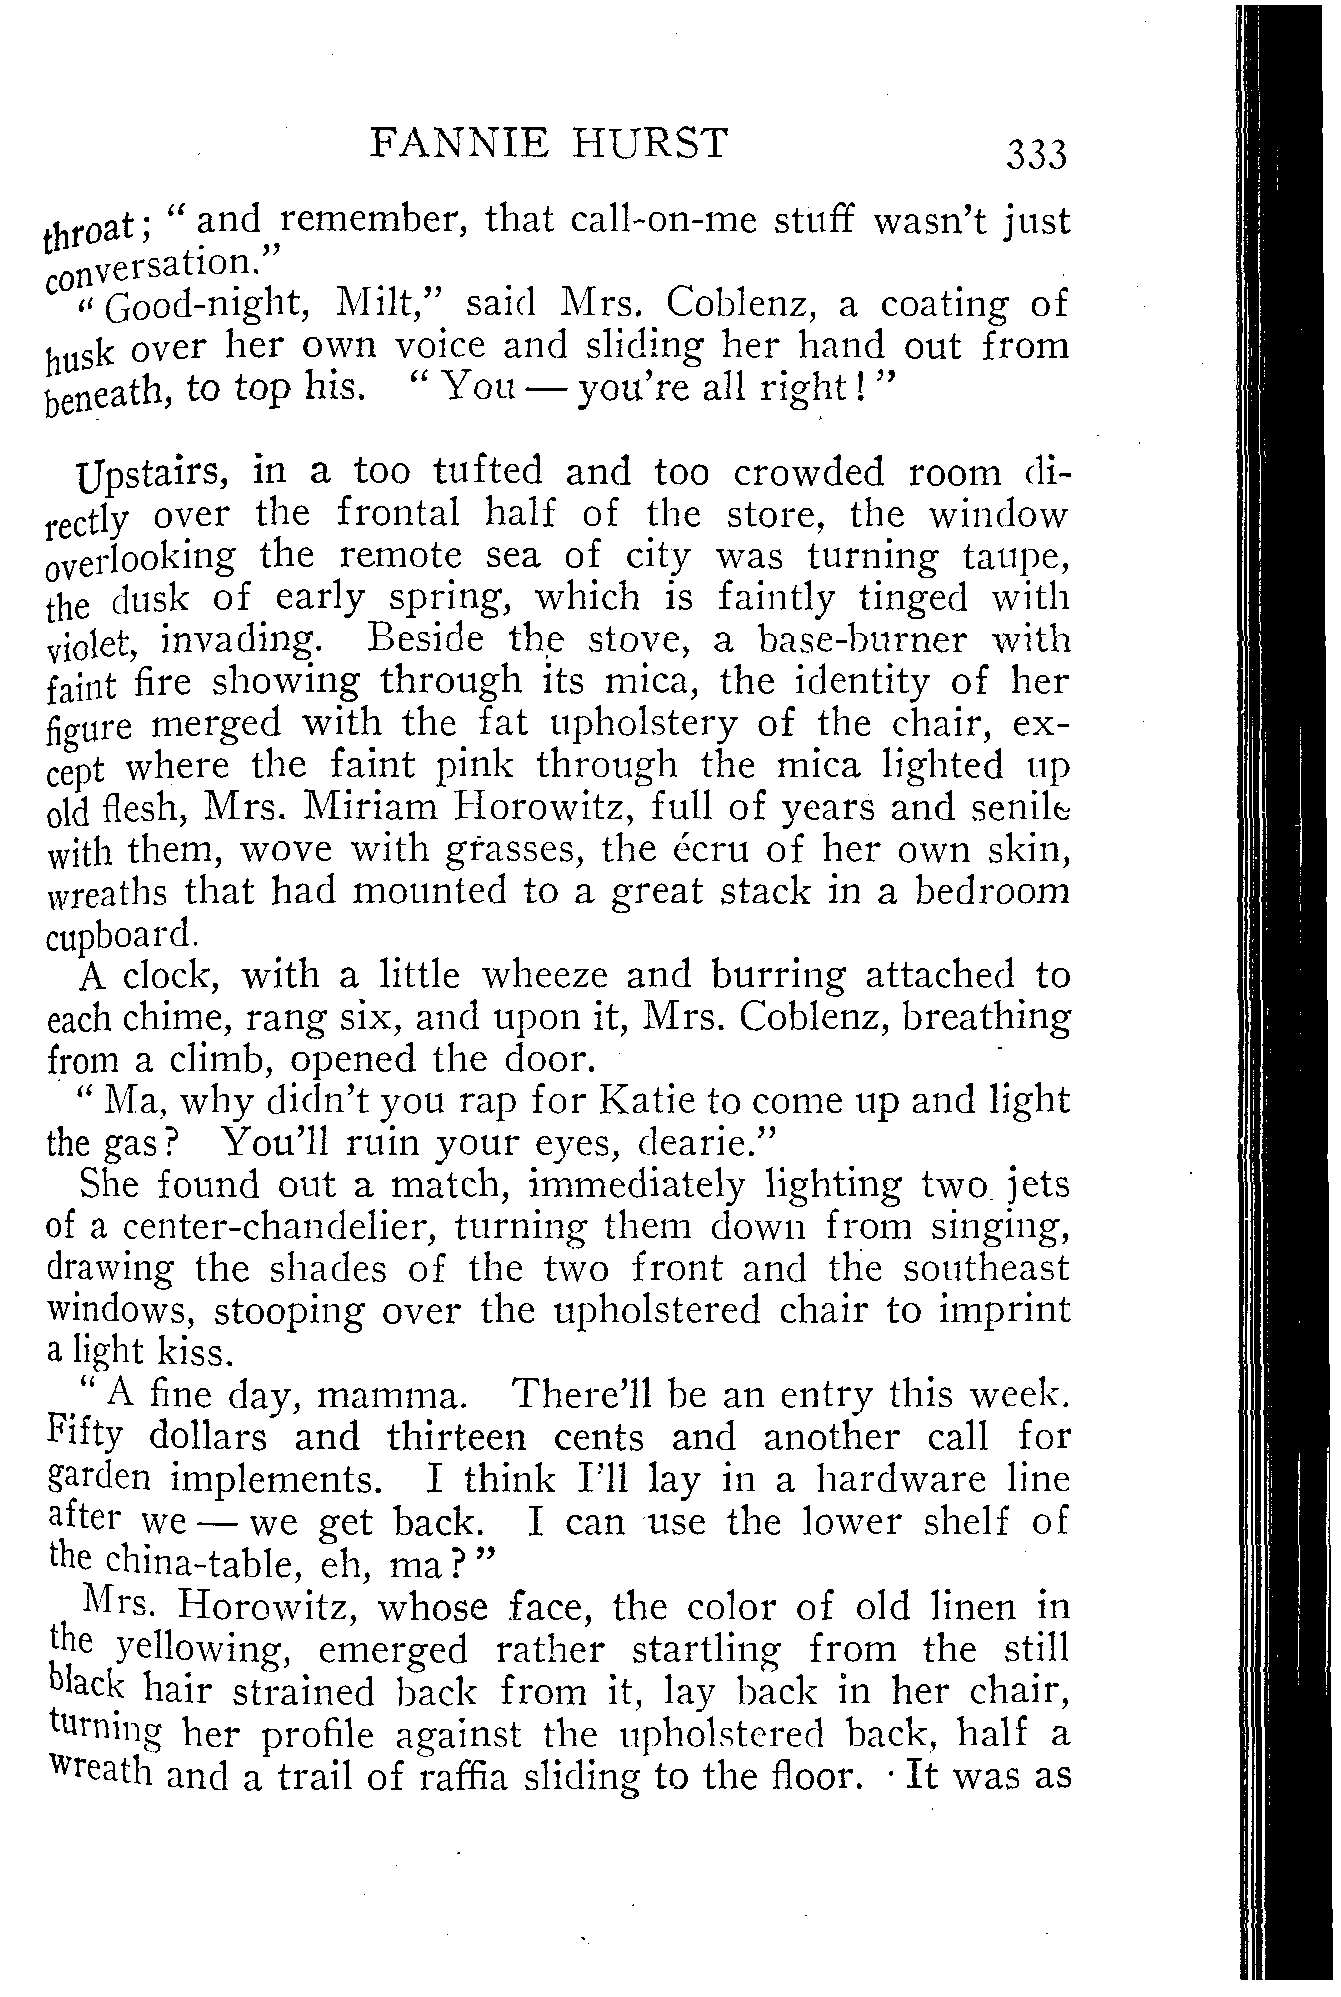 FANNIE HURST 333
throat; " and remember, that call-on-me stuff wasn't just
conversation."
" Good-night, Milt," said Mrs. Coblenz, a coating of
husk over her own voice and sliding her hand out from
beneath, to top his. " You — you're all right! "
Upstairs, in a too tufted and too crowded room di-
rectly over the frontal half of the store, the window
overlooking the remote sea of city was turning taupe,
the dusk of early spring, which is faintly tinged with
violet, invading. Beside the stove, a base-burner with
faint fire showing through its mica, the identity of her
figure merged with the fat upholstery of the chair, ex-
cept where the faint pink through the mica lighted up
old flesh, Mrs. Miriam Horowitz, full of years and senile
with them, wove with grasses, the écru of her own skin,
wreaths that had mounted to a great stack in a bedroom
cupboard.
A clock, with a little wheeze and burring attached to
each chime, rang six, and upon it, Mrs. Coblenz, breathing
from a climb, opened the door.
" Ma, why didn't you rap for Katie to come up and light
the gas? You'll ruin your eyes, dearie."
She found out a match, immediately lighting two jets
of a center-chandelier, turning them down from singing,
drawing the shades of the two front and the southeast
windows, stooping over the upholstered chair to imprint
a light kiss.
" A fine day, mamma. There'll be an entry this week.
Fifty dollars and thirteen cents and another call for
garden implements. I think I'll lay in a hardware line
after we — we get back. I can use the lower shelf of
the china-table, eh, ma? "
Mrs. Horowitz, whose face, the color of old linen in
the yellowing, emerged rather startling from the still
black hair strained back from it, lay back in her chair,
turning her profile against the upholstered back, half a
wreath and a trail of raffia sliding to the floor. It was as